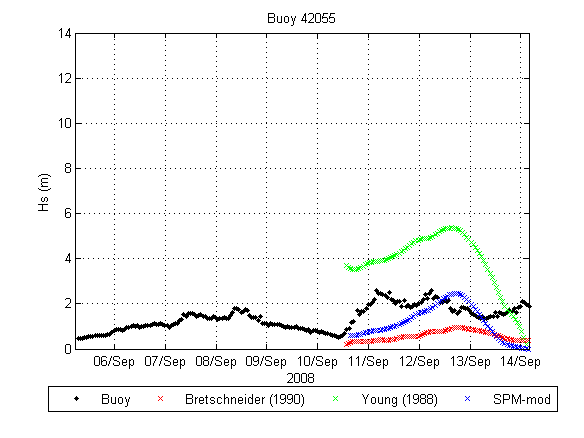 Buoy 42055
14
12
10
8
6
4
2
0
Hs (m)
06/Sep 07/Sep 08/Sep 09/Sep 10/Sep 11/Sep 12/Sep 13/Sep 14/Sep
2008
Buoy Bretschneider (1990) Young (1988) SPM-mod